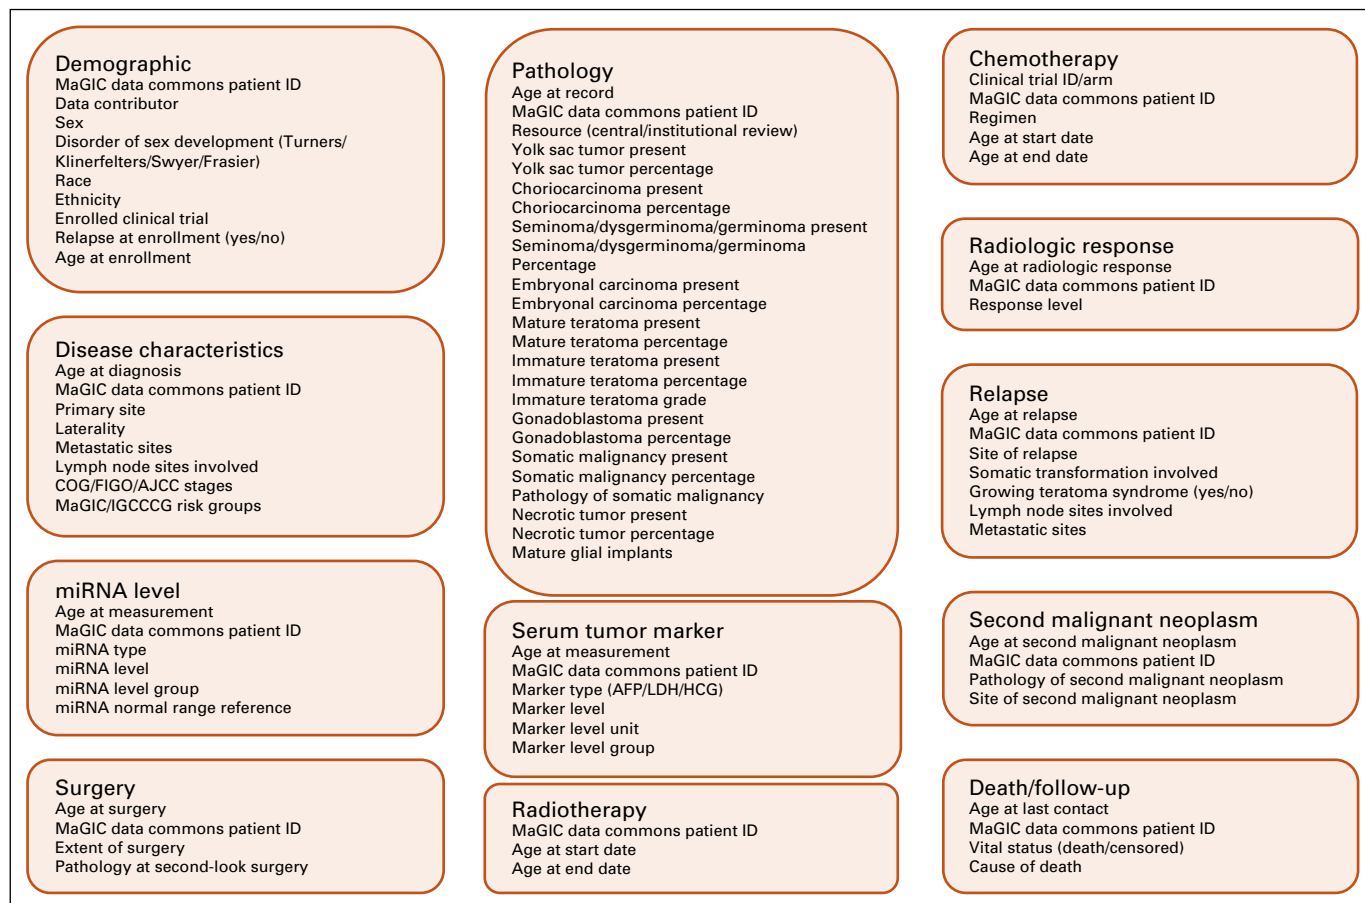 Demographic
MaGIC data commons patient ID
Data contributor
Sex
Disorder of sex development (Turners/
Klinerfelters/Swyer/Frasier)
Race
Ethnicity
Enrolled clinical trial
Relapse at enrollment (yes/no)
Age at enrollment
Disease characteristics
Age at diagnosis
MaGIC data commons patient ID
Primary site
Laterality
Metastatic sites
Lymph node sites involved
COG/FIGO/AJCC stages
MaGIC/IGCCCG risk groups
miRNA level
Age at measurement
MaGIC data commons patient ID
miRNA type
miRNA level
miRNA level group
miRNA normal range reference
Surgery
Age at surgery
MaGIC data commons patient ID
Extent of surgery
Pathology at second-look surgery
Pathology
Age at record
MaGIC data commons patient ID
Resource (central/institutional review)
Yolk sac tumor present
Yolk sac tumor percentage
Choriocarcinoma present
Choriocarcinoma percentage
Seminoma/dysgerminoma/germinoma present
Seminoma/dysgerminoma/germinoma
Percentage
Embryonal carcinoma present
Embryonal carcinoma percentage
Mature teratoma present
Mature teratoma percentage
Immature teratoma present
Immature teratoma percentage
Immature teratoma grade
Gonadoblastoma present
Gonadoblastoma percentage
Somatic malignancy present
Somatic malignancy percentage
Pathology of somatic malignancy
Necrotic tumor present
Necrotic tumor percentage
Mature glial implants
Serum tumor marker
Age at measurement
MaGIC data commons patient ID
Marker type (AFP/LDH/HCG)
Marker level
Marker level unit
Marker level group
Radiotherapy
MaGIC data commons patient ID
Age at start date
Age at end date
Chemotherapy
Clinical trial ID/arm
MaGIC data commons patient ID
Regimen
Age at start date
Age at end date
Radiologic response
Age at radiologic response
MaGIC data commons patient ID
Response level
Relapse
Age at relapse
MaGIC data commons patient ID
Site of relapse
Somatic transformation involved
Growing teratoma syndrome (yes/no)
Lymph node sites involved
Metastatic sites
Second malignant neoplasm
Age at second malignant neoplasm
MaGIC data commons patient ID
Pathology of second malignant neoplasm
Site of second malignant neoplasm
Death/follow-up
Age at last contact
MaGIC data commons patient ID
Vital status (death/censored)
Cause of death